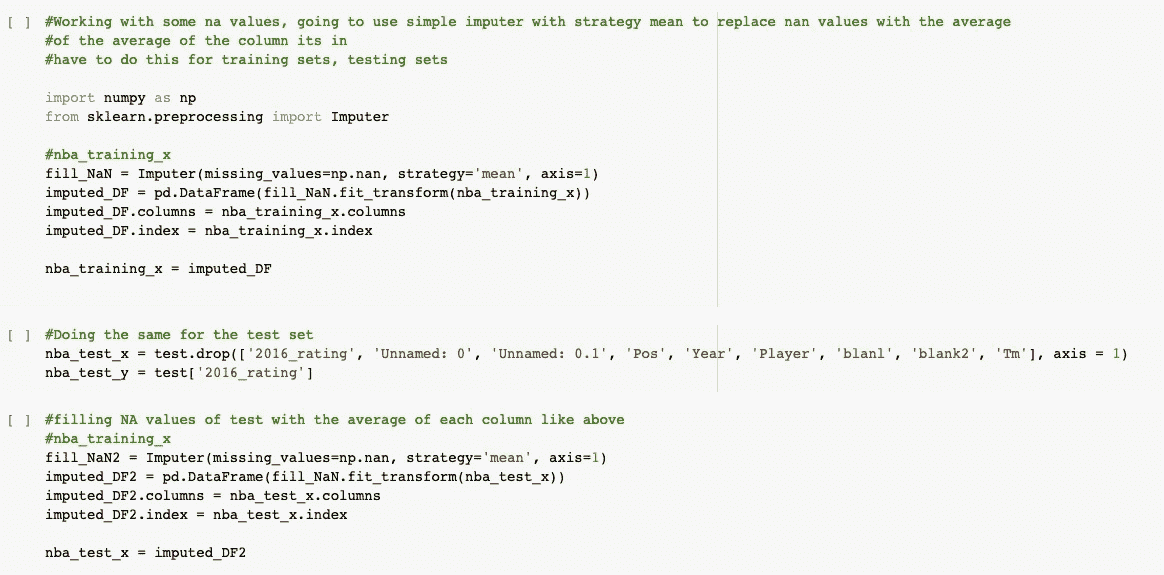 [ ] #Working with some na values, going to use simple imputer with strategy mean to replace nan values with the average
#of the average of the column its in
#have to do this for training sets, testing sets
import numpy as np
from sklearn.preprocessing import Imputer
#nba_training_x
fill_NaN = Imputer(missing_values=np.nan, strategy='mean', axis=1)
imputed_DF = pd.DataFrame(fill_NaN.fit_transform(nba_training_x))
imputed_DF.columns = nba_training_x.columns
imputed_DF.index = nba_training_x.index
nba_training_x = imputed_DF
[ ] #Doing the same for the test set
nba_test_x = test.drop(['2016_rating', 'Unnamed: 0', 'Unnamed: 0.1', 'Pos', 'Year', 'Player', 'blanl', 'blank2', 'Tm'], axis = 1)
nba_test_y = test['2016_rating']
[ ] #filling NA values of test with the average of each column like above
#nba_training_x
fill_NaN2 = Imputer(missing_values=np.nan, strategy='mean', axis=1)
imputed_DF2 = pd.DataFrame(fill_NaN.fit_transform(nba_test_x))
imputed_DF2.columns = nba_test_x.columns
imputed_DF2.index = nba_test_x.index
nba_test_x = imputed_DF2